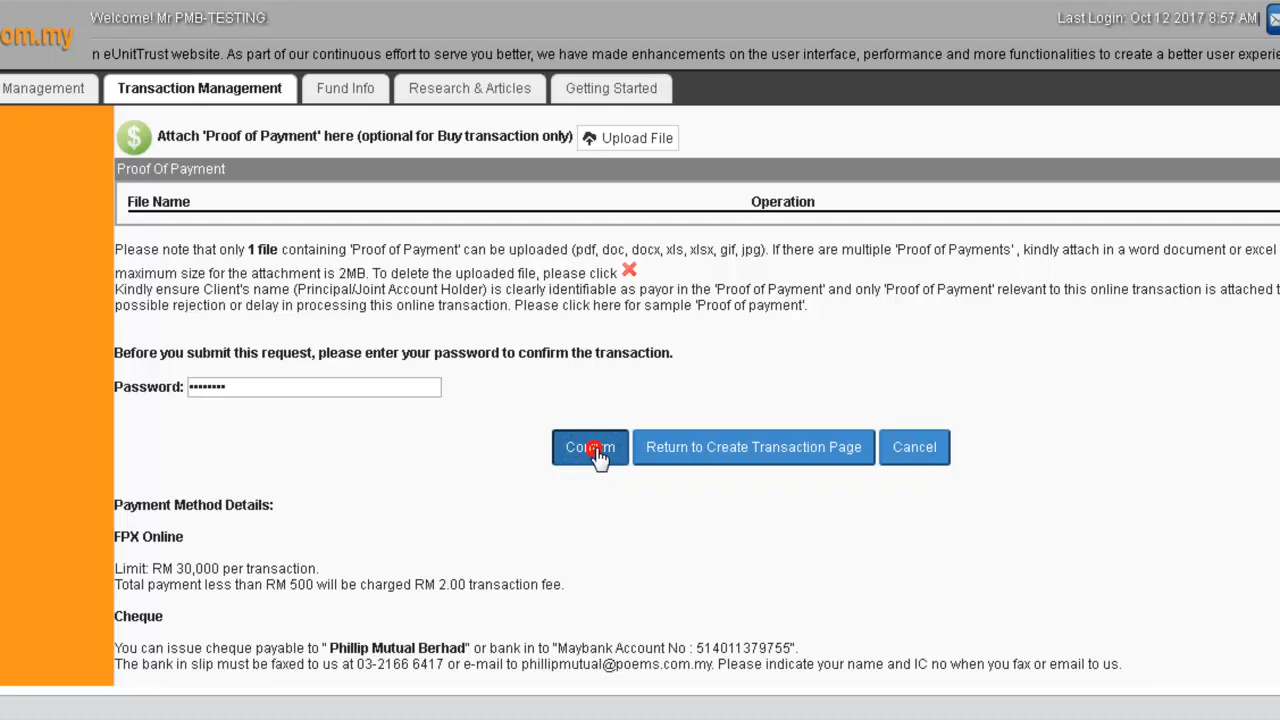 Welcome! Mr PMB-TESTING. Last Login: Oct 12 2017 8:57 AM|
om.my
n eUnitTrust website. As part of our continuous effort to serve you better, we have made enhancements on the user interface, performance and more functionalities to create a better user experie
Management Transaction Management Fund Info Research & Articles Getting Started
$ Attach 'Proof of Payment' here (optional for Buy transaction only) Upload File
Proof Of Payment
File Name Operation
Please note that only 1 file containing 'Proof of Payment' can be uploaded (pdf, doc, docx, xls, xlsx, gif, jpg). If there are multiple 'Proof of Payments' , kindly attach in a word document or excel
maximum size for the attachment is 2MB. To delete the uploaded file, please click
Kindly ensure Client's name (Principal/Joint Account Holder) is clearly identifiable as payor in the 'Proof of Payment' and only 'Proof of Payment' relevant to this online transaction is attached t
possible rejection or delay in processing this online transaction. Please click here for sample 'Proof of payment'.
Before you submit this request, please enter your password to confirm the transaction.
Password: ••••••••
Confirm Return to Create Transaction Page Cancel
Payment Method Details:
FPX Online
Limit: RM 30,000 per transaction.
Total payment less than RM 500 will be charged RM 2.00 transaction fee.
Cheque
You can issue cheque payable to " Phillip Mutual Berhad" or bank in to "Maybank Account No : 514011379755".
The bank in slip must be faxed to us at 03-2166 6417 or e-mail to phillipmutual@poems.com.my. Please indicate your name and IC no when you fax or email to us.